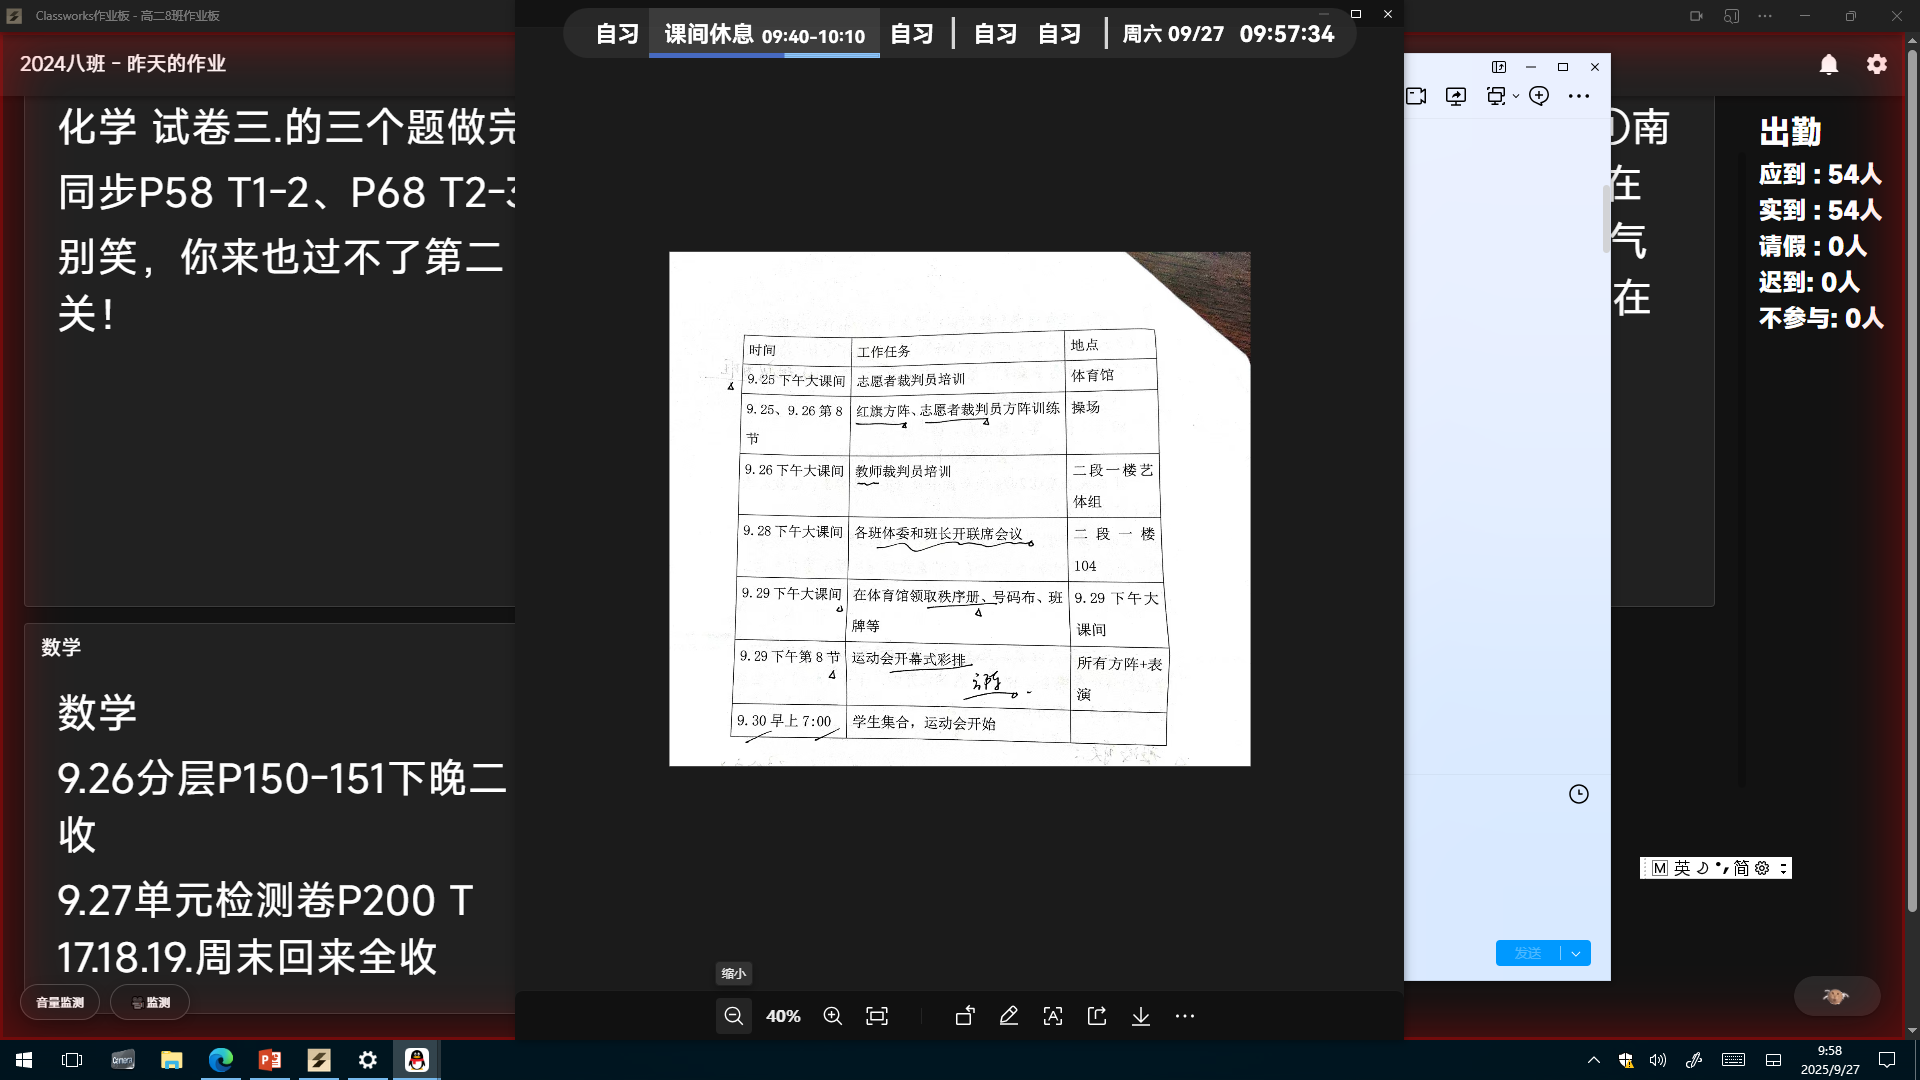 Classworks作业板 - 高二8班作业板
自习
课间休息 09:40-10:10
自习
自习
自习
周六 09/27
09:57:34
2024八班 - 昨天的作业
化学 试卷三.的三个题做完
同步P58 T1-2、P68 T2-3
别笑，你来也过不了第二
关！
数学
数学
9.26分层P150-151下晚二
收
9.27单元检测卷P200 T
17.18.19.周末回来全收
音量监测
监测
时间 工作任务 地点
9.25 下午大课间 志愿者裁判员培训 体育馆
9.25、9.26 第 8 红旗方阵、志愿者裁判员方阵训练 操场
节
9.26 下午大课间 教师裁判员培训 二段一楼艺
体组
9.28 下午大课间 各班体委和班长开联席会议 二段一楼
104
9.29 下午大课间 在体育馆领取秩序册、号码布、班 9.29 下午大
牌等 课间
9.29 下午第 8 节 运动会开幕式彩排 所有方阵+表
演
9.30 早上 7:00 学生集合，运动会开始
缩小
40%
南
在
气
在
发送
出勤
应到：54人
实到：54人
请假：0人
迟到: 0人
不参与: 0人
M 英 简
9:58
2025/9/27